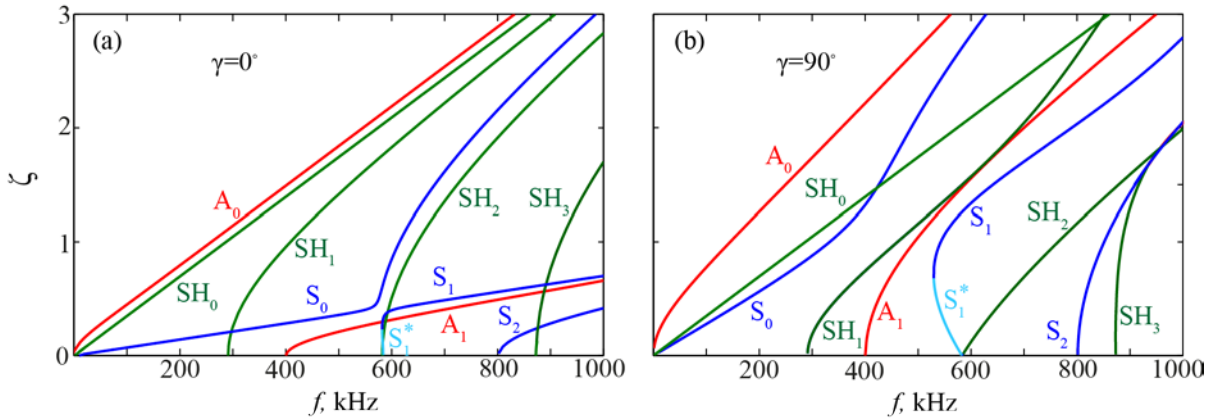 3
2
1
0
ζ
(a)
γ=0°
A₀
SH₀
SH₁
S₀
SH₂
SH₃
S₁
S₁*
A₁
S₂
200
400
600
800
1000
f, kHz
(b)
γ=90°
A₀
SH₀
S₀
SH₁
A₁
S₁
S₁*
SH₂
S₂
SH₃
200
400
600
800
1000
f, kHz